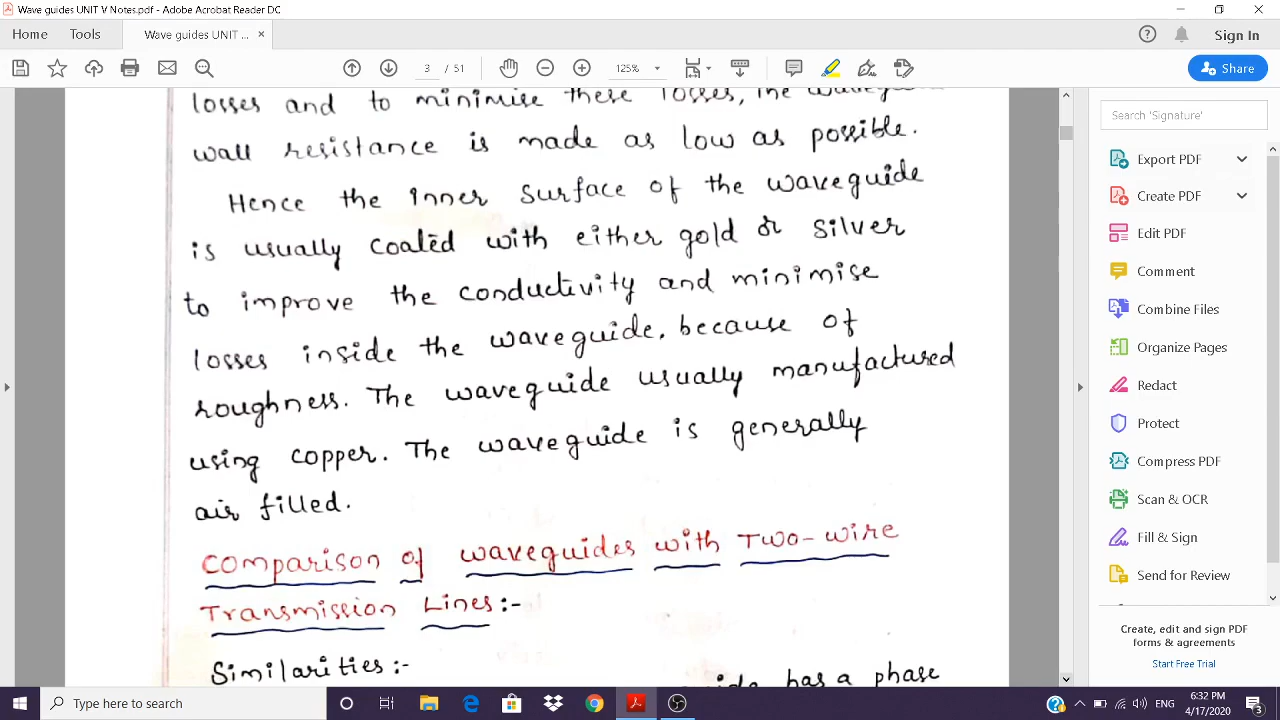 Wave guides UNIT V Notes.pdf - Adobe Acrobat Reader DC
Home
Tools
Wave guides UNIT ...
Sign In
3 / 51
125%
Share
losses and to minimise these losses, the
wall resistance is made as low as possible.
Hence the inner surface of the waveguide
is usually coated with either gold or silver
to improve the conductivity and minimise
losses inside the waveguide, because of
roughness. The waveguide usually manufactured
using copper. The waveguide is generally
air filled.
Comparison of waveguides with Two-wire
Transmission Lines:-
Similarities:-
has a phase
Search 'Signature'
Export PDF
Create PDF
Edit PDF
Comment
Combine Files
Organize Pages
Redact
Protect
Compress PDF
Scan & OCR
Fill & Sign
Send for Review
Create, edit and sign PDF
forms & agreements
Start Free Trial
Type here to search
ENG
6:32 PM
4/17/2020